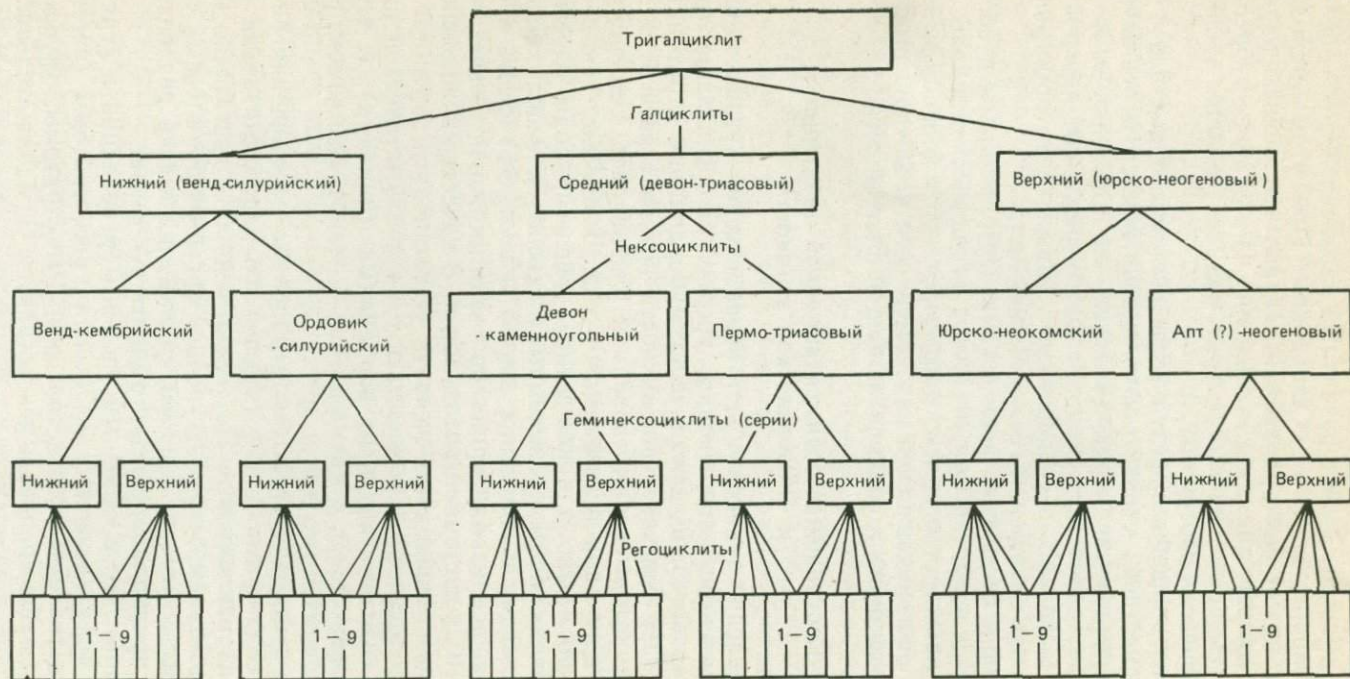 Тригалциклит
Галциклиты
Нижний (венд-силурийский)
Средний (девон-триасовый)
Верхний (юрско-неогеновый)
Нексоциклиты
Венд-кембрийский
Ордовик
-силурийский
Девон
-каменноугольный
Пермо-триасовый
Юрско-неокомский
Апт (?) -неогеновый
Геминексоциклиты (серии)
Нижний
Верхний
Нижний
Верхний
Нижний
Верхний
Нижний
Верхний
Нижний
Верхний
Нижний
Верхний
Регоциклиты
1 – 9
1 – 9
1 – 9
1 – 9
1 – 9
1 – 9